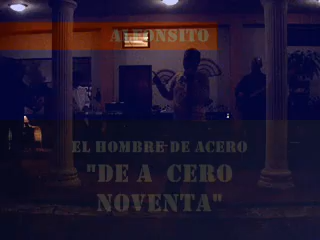 ALFONSITO
EL HOMBRE DE ACERO
"DE A CERO
NOVENTA"